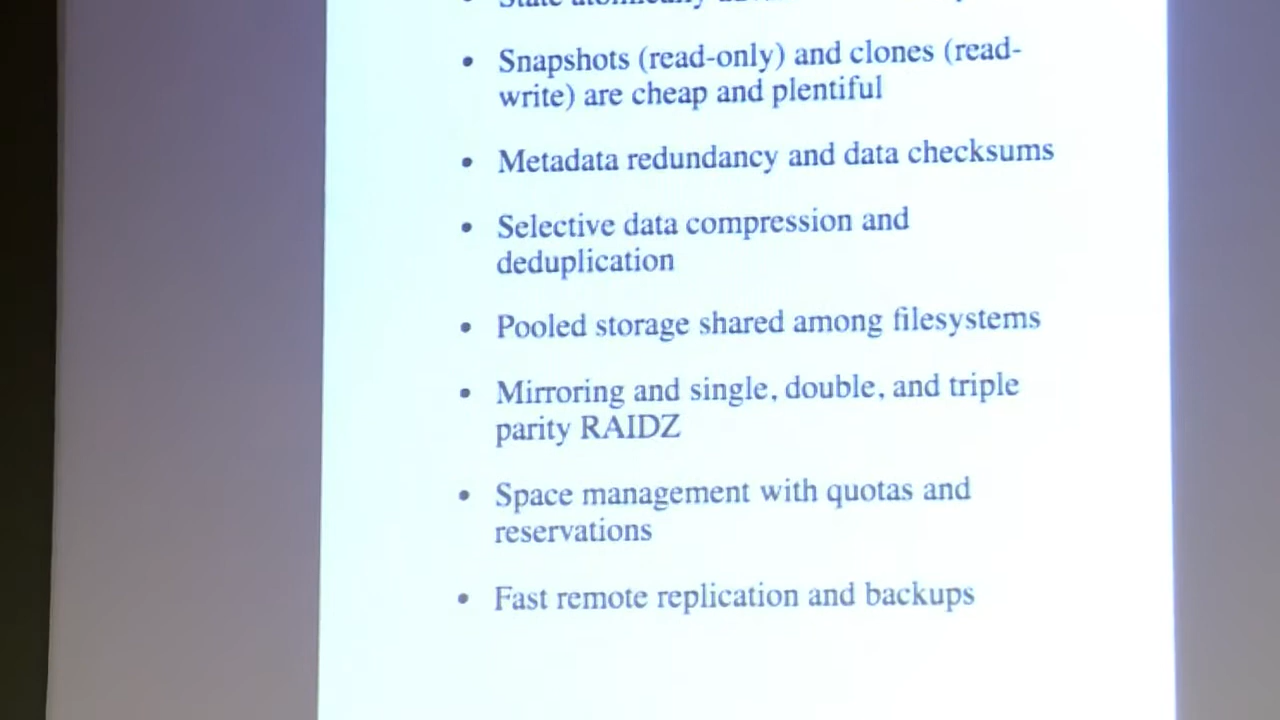 • State atomically
• Snapshots (read-only) and clones (read-
write) are cheap and plentiful
• Metadata redundancy and data checksums
• Selective data compression and
deduplication
• Pooled storage shared among filesystems
• Mirroring and single, double, and triple
parity RAIDZ
• Space management with quotas and
reservations
• Fast remote replication and backups